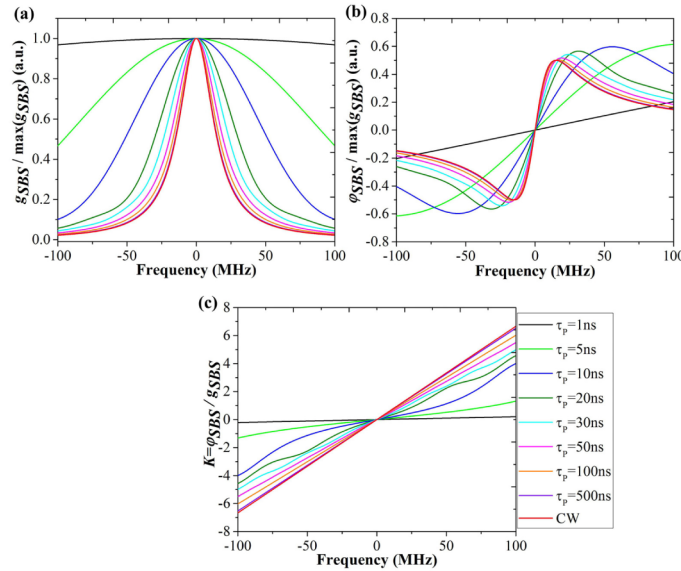 (a)
g_SBS / max(g_SBS) (a.u.)
1.0
0.8
0.6
0.4
0.2
0.0
-100 -50 0 50 100
Frequency (MHz)
(b)
φ_SBS / max(g_SBS) (a.u.)
0.8
0.6
0.4
0.2
0.0
-0.2
-0.4
-0.6
-0.8
-100 -50 0 50 100
Frequency (MHz)
(c)
K=φ_SBS / g_SBS
8
6
4
2
0
-2
-4
-6
-8
-100 -50 0 50 100
Frequency (MHz)
τ_P=1ns
τ_P=5ns
τ_P=10ns
τ_P=20ns
τ_P=30ns
τ_P=50ns
τ_P=100ns
τ_P=500ns
CW